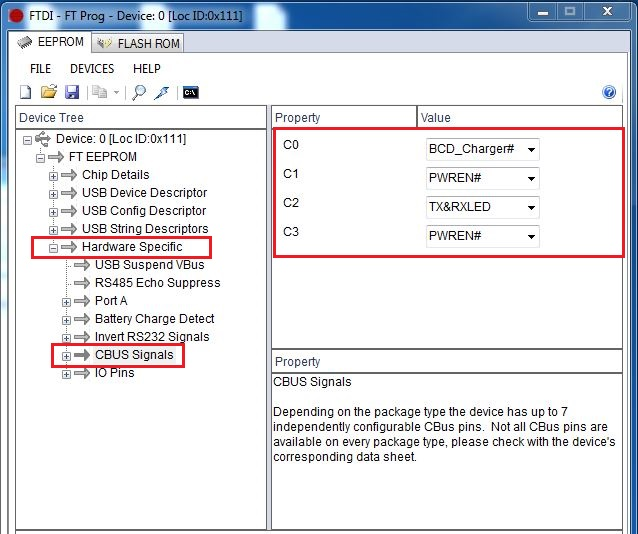 FTDI - FT Prog - Device: 0 [Loc ID:0x111]
EEPROM
FLASH ROM
FILE DEVICES HELP
C:\
?
Device Tree
Device: 0 [Loc ID:0x111]
FT EEPROM
Chip Details
USB Device Descriptor
USB Config Descriptor
USB String Descriptors
Hardware Specific
USB Suspend VBus
RS485 Echo Suppress
Port A
Battery Charge Detect
Invert RS232 Signals
CBUS Signals
IO Pins
Property Value
C0 BCD_Charger#
C1 PWREN#
C2 TX&RXLED
C3 PWREN#
Property
CBUS Signals
Depending on the package type the device has up to 7
independently configurable CBus pins. Not all CBus pins are
available on every package type, please check with the device's
corresponding data sheet.